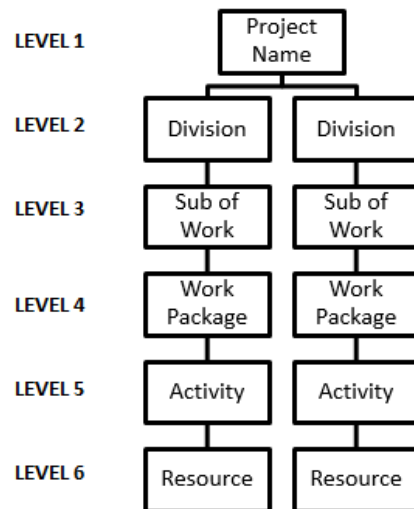 LEVEL 1
Project
Name
LEVEL 2
Division
Division
LEVEL 3
Sub of
Work
Sub of
Work
LEVEL 4
Work
Package
Work
Package
LEVEL 5
Activity
Activity
LEVEL 6
Resource
Resource